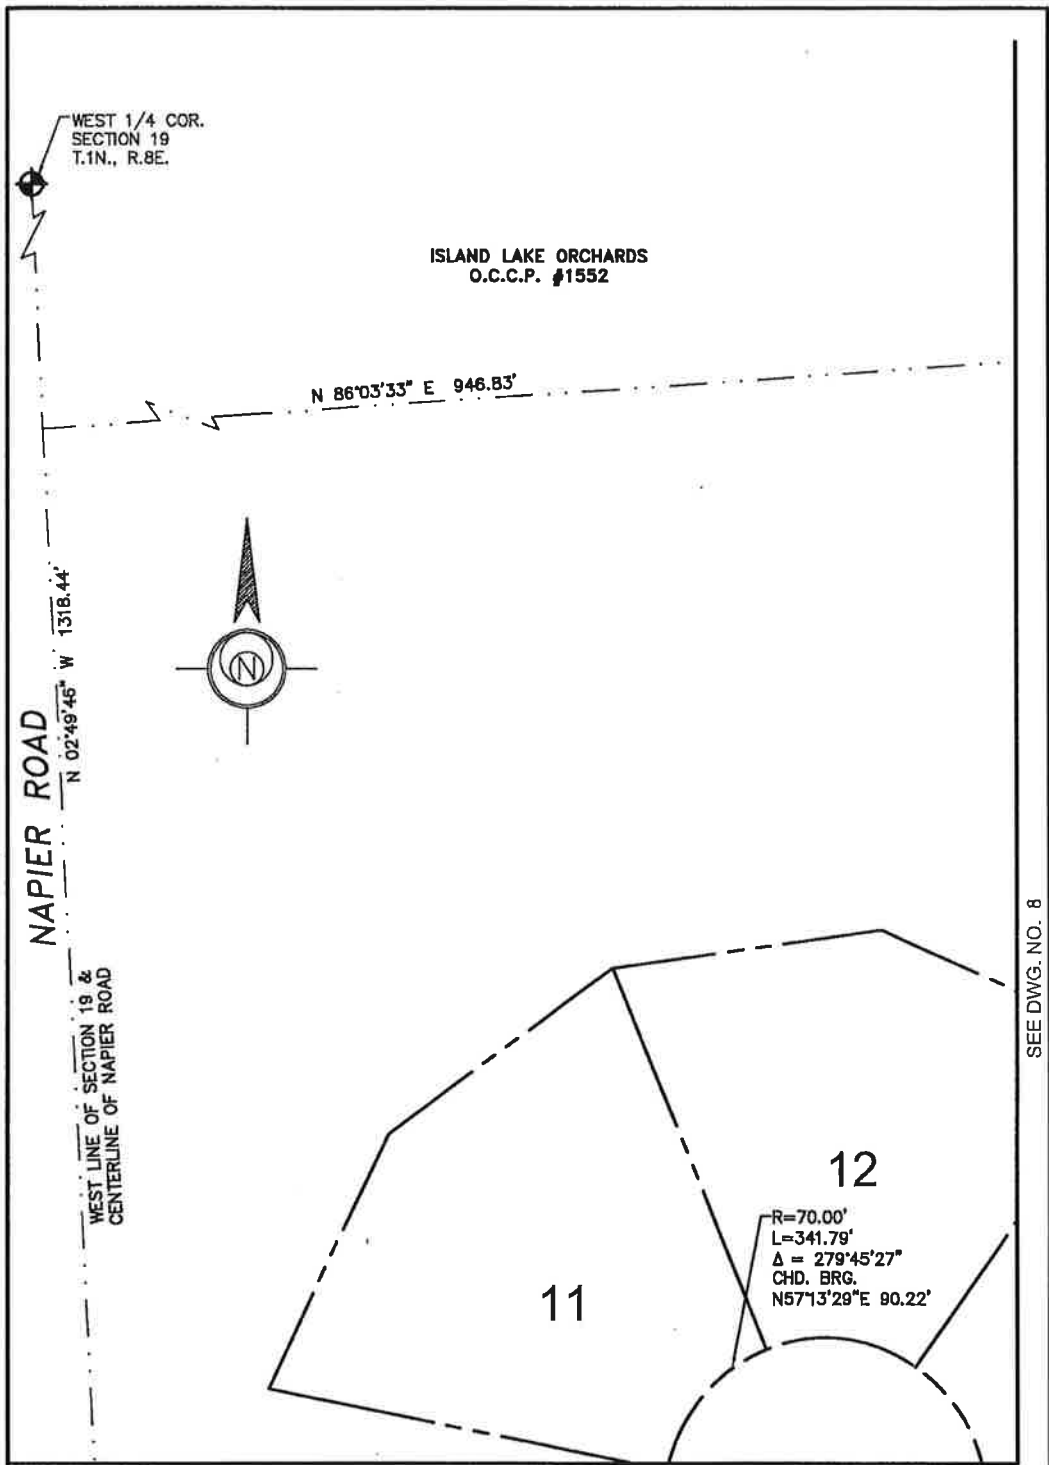 WEST 1/4 COR.
SECTION 19
T.1N., R.8E.
ISLAND LAKE ORCHARDS
O.C.C.P. #1552
N 86°03'33" E 946.83'
N
NAPIER ROAD
N 02°49'46" W 1318.44'
WEST LINE OF SECTION 19 &
CENTERLINE OF NAPIER ROAD
SEE DWG. NO. 8
12
R=70.00'
L=341.79'
Δ = 279°45'27"
CHD. BRG.
N57°13'29"E 90.22'
11